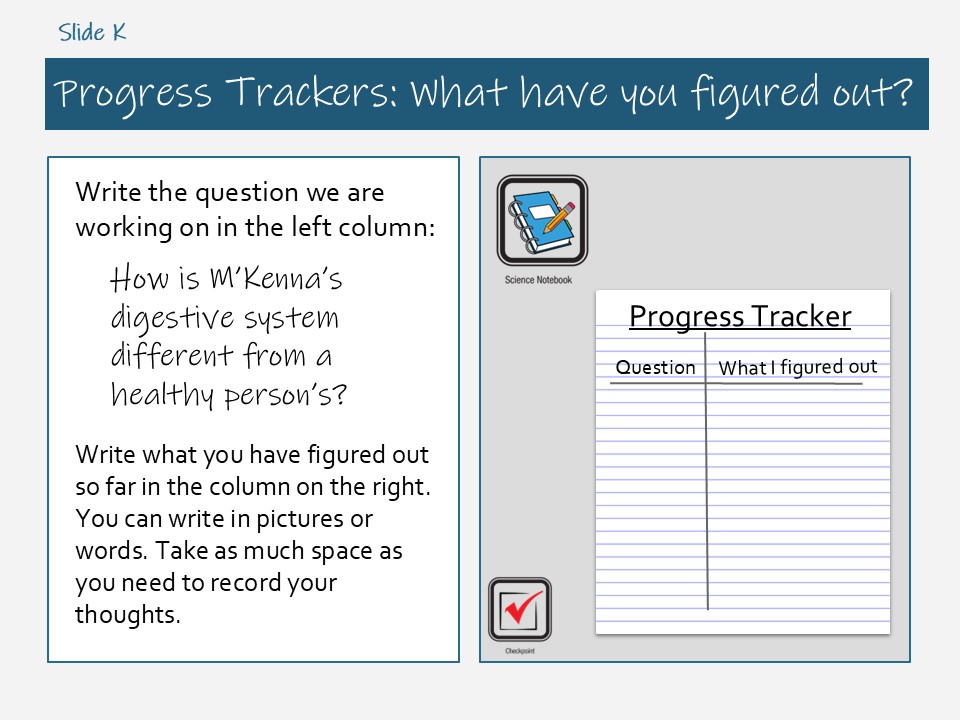 Slide K
Progress Trackers: What have you figured out?
Write the question we are
working on in the left column:
How is M’Kenna’s
digestive system
different from a
healthy person’s?
Write what you have figured out
so far in the column on the right.
You can write in pictures or
words. Take as much space as
you need to record your
thoughts.
Science Notebook
Progress Tracker
Question What I figured out
Checkpoint